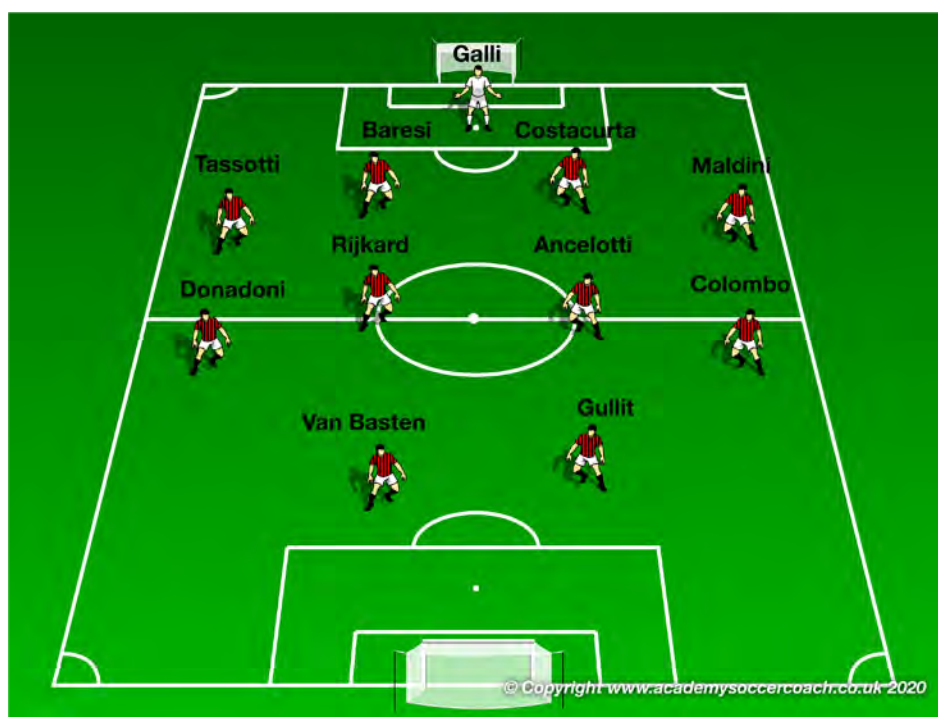 Galli
Baresi Costacurta
Tassotti Maldini
Rijkard Ancelotti
Donadoni Colombo
Van Basten Gullit
© Copyright www.academysoccercoach.co.uk 2020